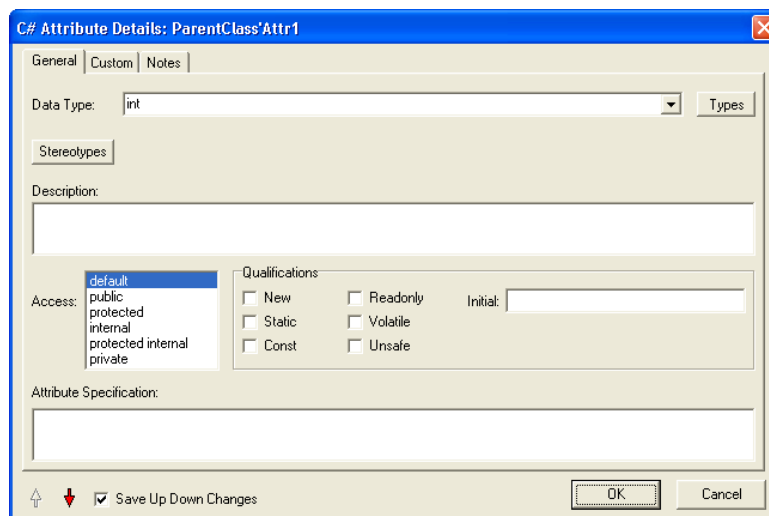 C# Attribute Details: ParentClass'Attr1
General Custom Notes
Data Type: int Types
Stereotypes
Description:
Access:
default
public
protected
internal
protected internal
private
Qualifications
New Readonly Initial:
Static Volatile
Const Unsafe
Attribute Specification:
Save Up Down Changes OK Cancel